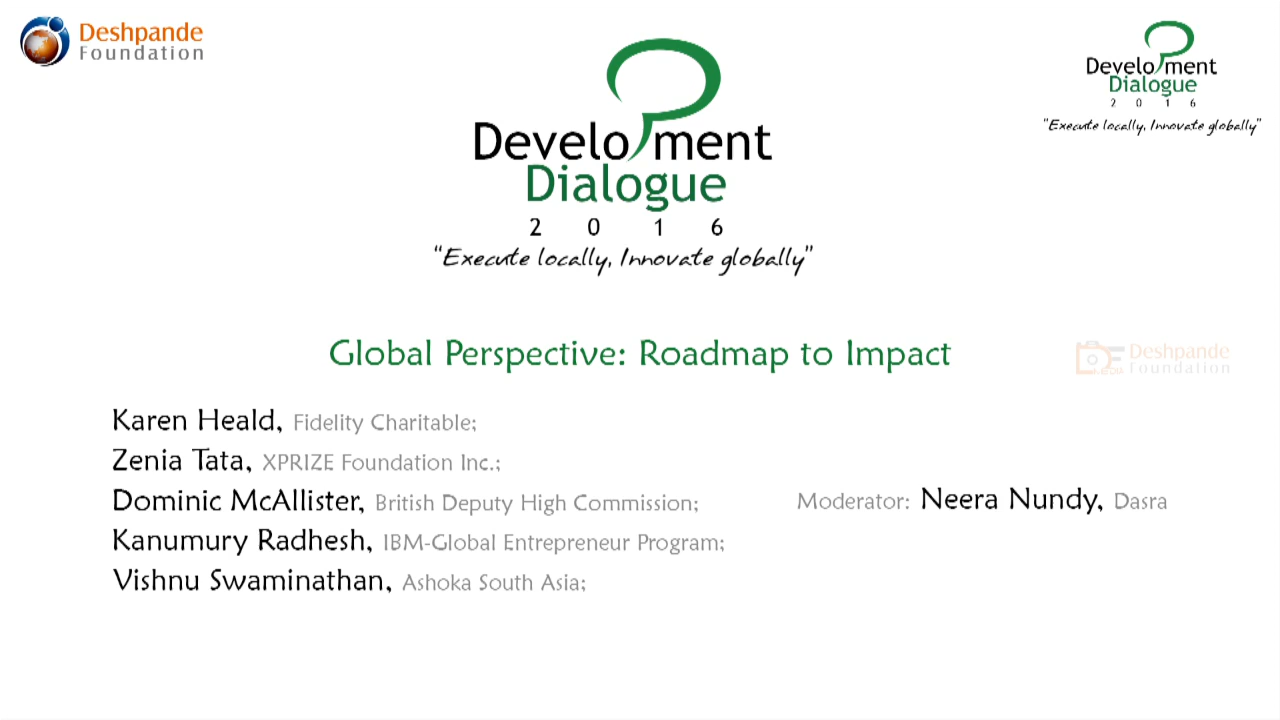 Deshpande
Foundation
Development
Dialogue
2 0 1 6
"Execute locally, Innovate globally"
Development
Dialogue
2 0 1 6
"Execute locally, Innovate globally"
Global Perspective: Roadmap to Impact
Deshpande
Foundation
Karen Heald, Fidelity Charitable;
Zenia Tata, XPRIZE Foundation Inc.;
Dominic McAllister, British Deputy High Commission;
Moderator: Neera Nundy, Dasra
Kanumury Radhesh, IBM-Global Entrepreneur Program;
Vishnu Swaminathan, Ashoka South Asia;